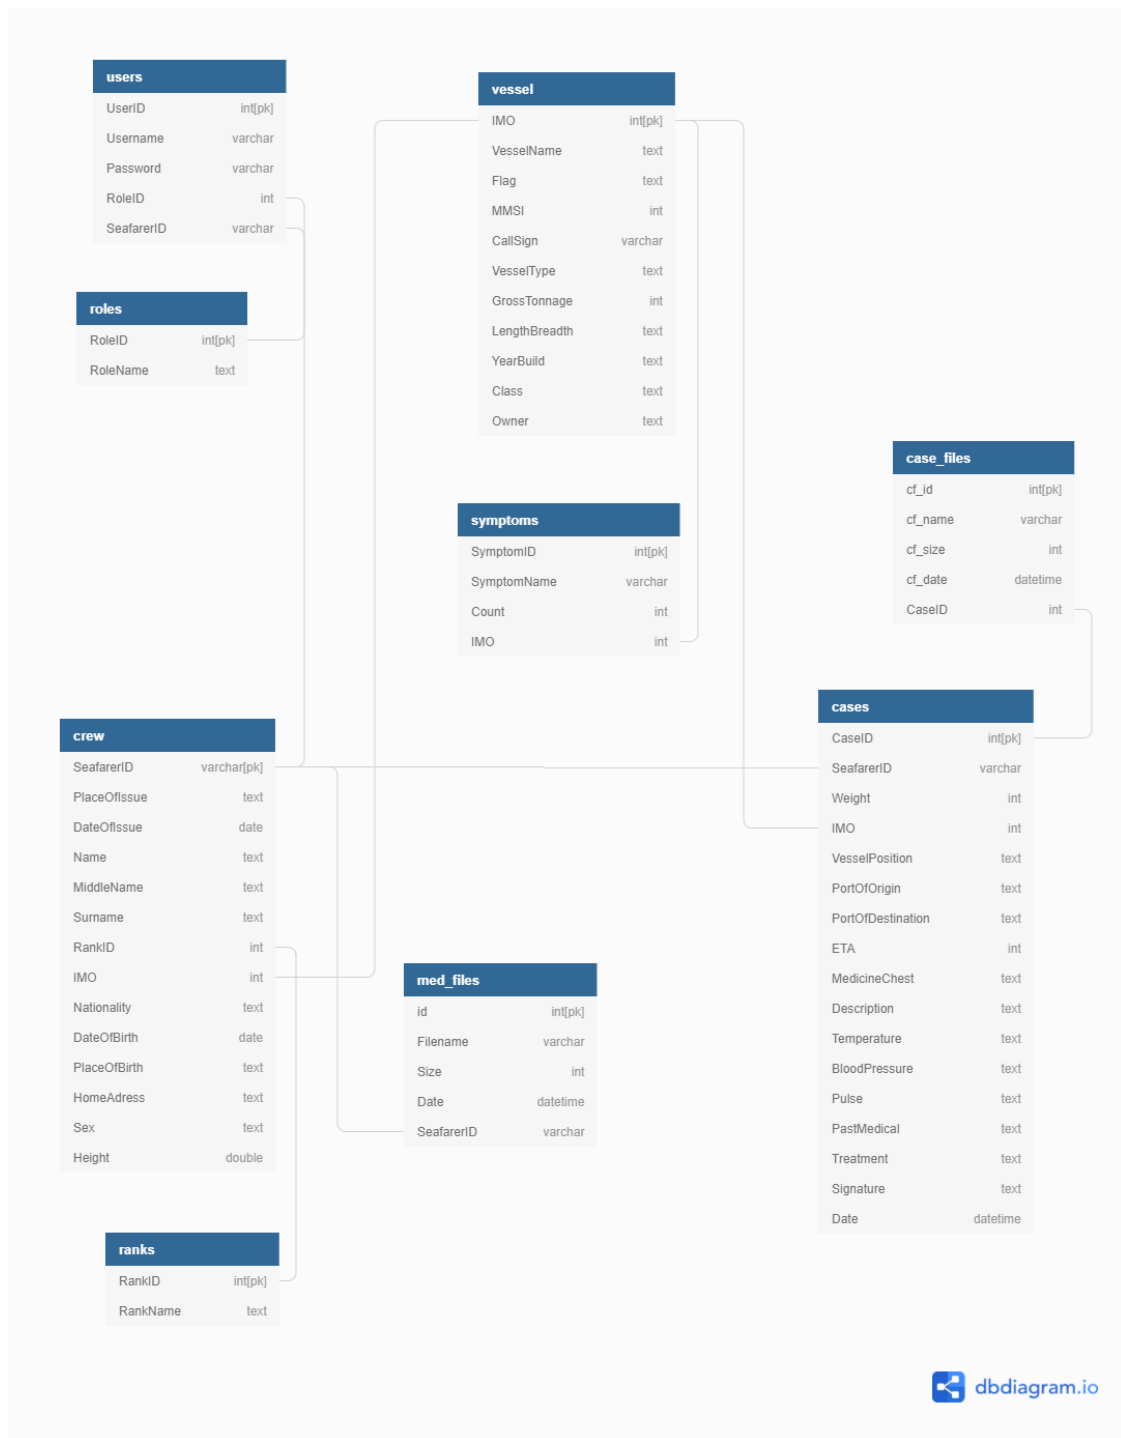 users
UserID int[pk]
Username varchar
Password varchar
RoleID int
SeafarerID varchar
roles
RoleID int[pk]
RoleName text
vessel
IMO int[pk]
VesselName text
Flag text
MMSI int
CallSign varchar
VesselType text
GrossTonnage int
LengthBreadth text
YearBuild text
Class text
Owner text
symptoms
SymptomID int[pk]
SymptomName varchar
Count int
IMO int
case_files
cf_id int[pk]
cf_name varchar
cf_size int
cf_date datetime
CaseID int
crew
SeafarerID varchar[pk]
PlaceOfIssue text
DateOfIssue date
Name text
MiddleName text
Surname text
RankID int
IMO int
Nationality text
DateOfBirth date
PlaceOfBirth text
HomeAdress text
Sex text
Height double
cases
CaseID int[pk]
SeafarerID varchar
Weight int
IMO int
VesselPosition text
PortOfOrigin text
PortOfDestination text
ETA int
MedicineChest text
Description text
Temperature text
BloodPressure text
Pulse text
PastMedical text
Treatment text
Signature text
Date datetime
med_files
id int[pk]
Filename varchar
Size int
Date datetime
SeafarerID varchar
ranks
RankID int[pk]
RankName text
dbdiagram.io